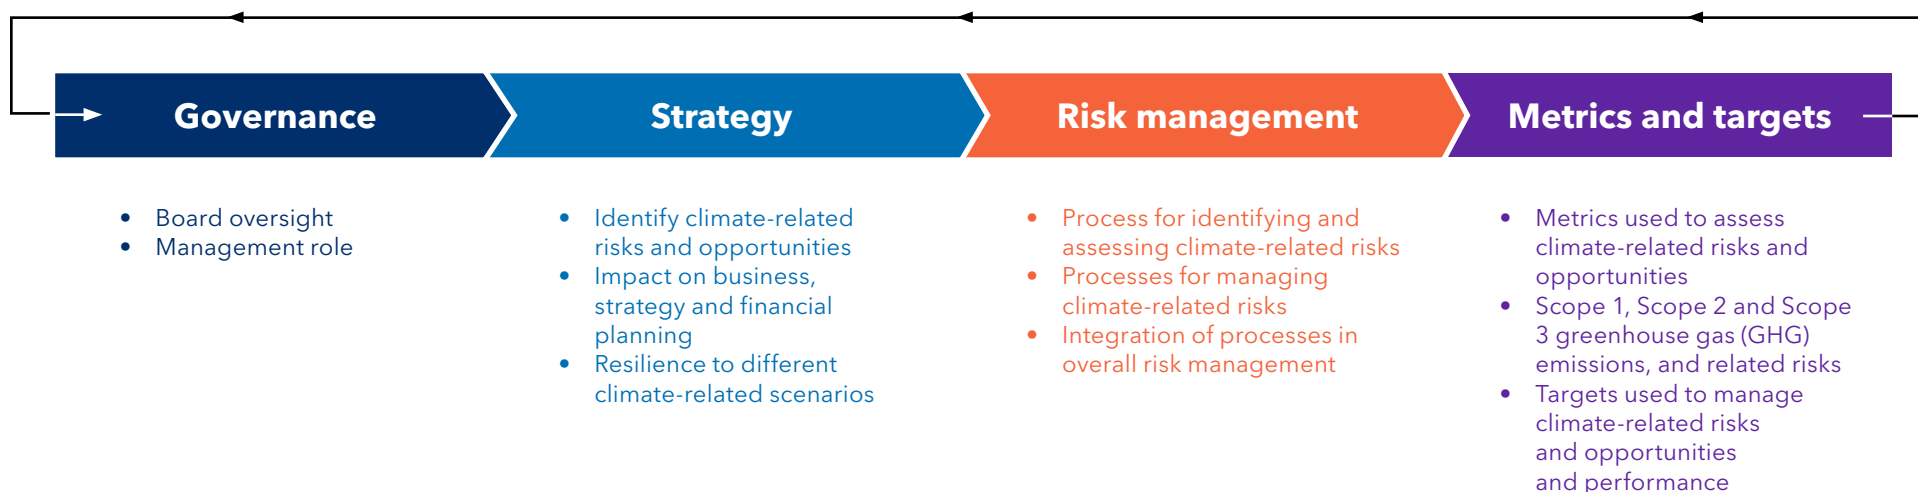 Governance
• Board oversight
• Management role
Strategy
• Identify climate-related
risks and opportunities
• Impact on business,
strategy and financial
planning
• Resilience to different
climate-related scenarios
Risk management
• Process for identifying and
assessing climate-related risks
• Processes for managing
climate-related risks
• Integration of processes in
overall risk management
Metrics and targets
• Metrics used to assess
climate-related risks and
opportunities
• Scope 1, Scope 2 and Scope
3 greenhouse gas (GHG)
emissions, and related risks
• Targets used to manage
climate-related risks
and opportunities
and performance